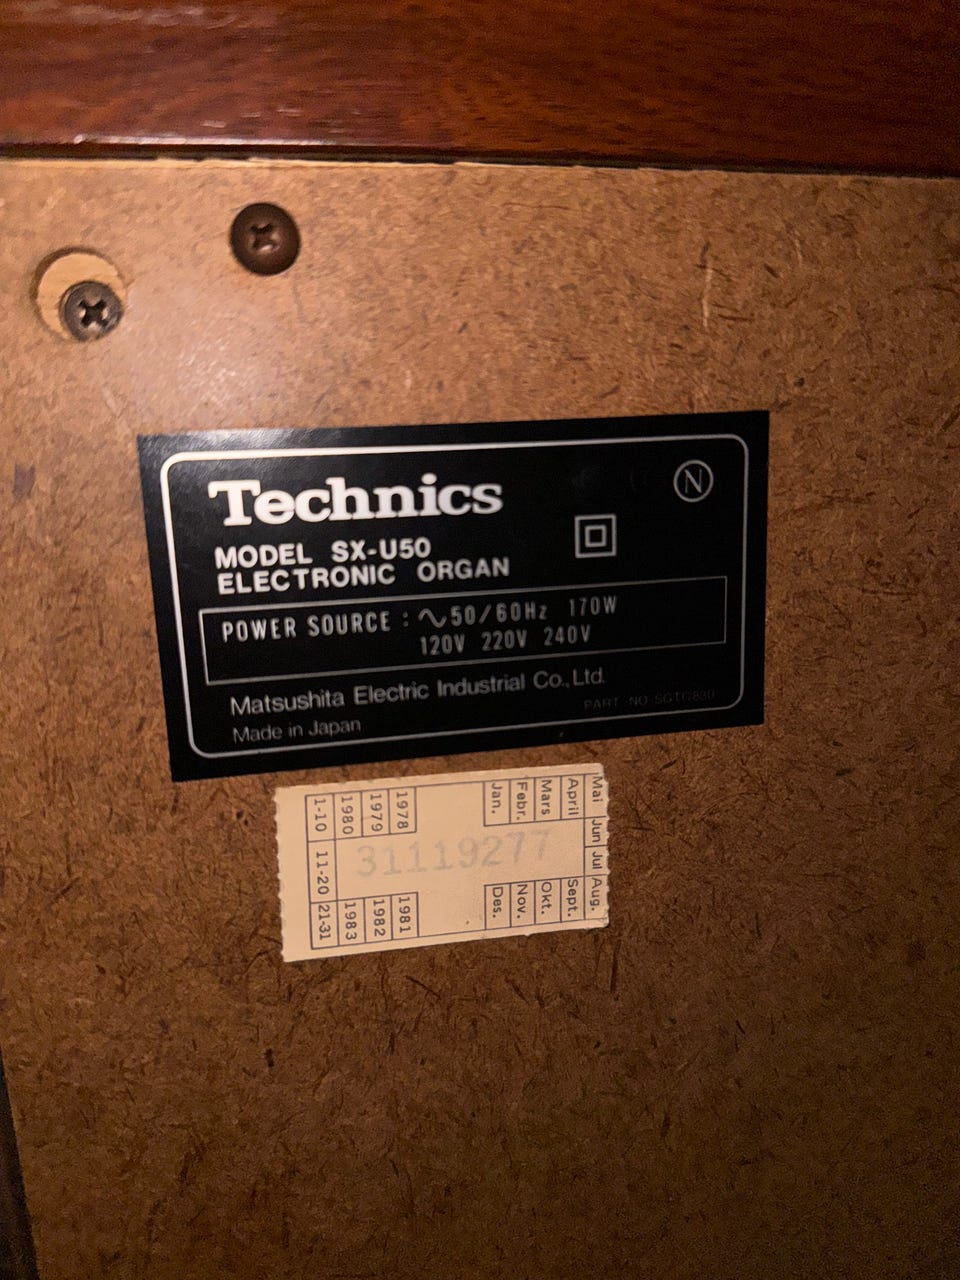 Technics
N
MODEL SX-U50
ELECTRONIC ORGAN
POWER SOURCE : ∿50/60Hz 170W
120V 220V 240V
Matsushita Electric Industrial Co., Ltd.
PART NO
Made in Japan
Jan. Febr. Mars April Mai
Jun Jul
Des. Nov. Okt. Sept. Aug.
31119277
1-10 1980 1979 1978
11-20
21-31 1983 1982 1981